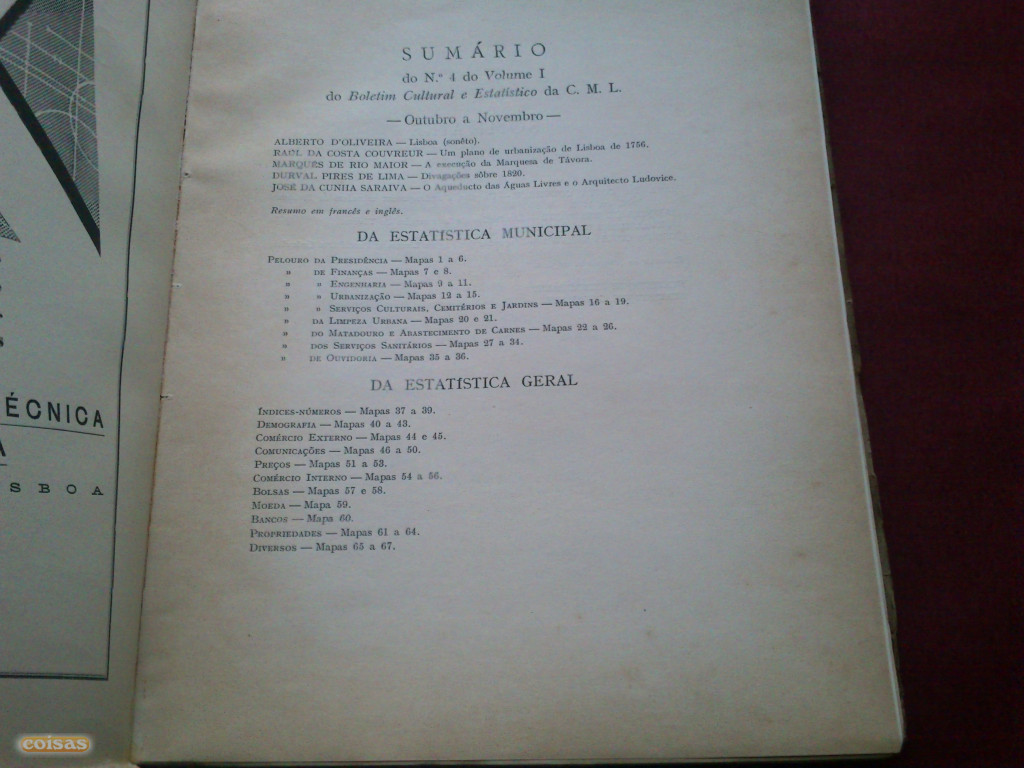 SUMÁRIO
do N.º 4 do Volume I
do Boletim Cultural e Estatístico da C. M. L.
— Outubro a Novembro —
ALBERTO D'OLIVEIRA — Lisboa (sonêto).
RAÚL DA COSTA COUVREUR — Um plano de urbanização de Lisboa de 1756.
MARQUÊS DE RIO MAIOR — A execução da Marquesa de Távora.
DURVAL PIRES DE LIMA — Divagações sôbre 1820.
JOSÉ DA CUNHA SARAIVA — O Aqueducto das Águas Livres e o Arquitecto Ludovice.
Resumo em francês e inglês.
DA ESTATÍSTICA MUNICIPAL
PELOURO DA PRESIDÊNCIA — Mapas 1 a 6.
» DE FINANÇAS — Mapas 7 e 8.
» » ENGENHARIA — Mapas 9 a 11.
» » URBANIZAÇÃO — Mapas 12 a 15.
» » SERVIÇOS CULTURAIS, CEMITÉRIOS E JARDINS — Mapas 16 a 19.
» DA LIMPEZA URBANA — Mapas 20 e 21.
» DO MATADOURO E ABASTECIMENTO DE CARNES — Mapas 22 a 26.
» DOS SERVIÇOS SANITÁRIOS — Mapas 27 a 34.
» DE OUVIDORIA — Mapas 35 a 36.
DA ESTATÍSTICA GERAL
ÍNDICES-NÚMEROS — Mapas 37 a 39.
DEMOGRAFIA — Mapas 40 a 43.
COMÉRCIO EXTERNO — Mapas 44 e 45.
COMUNICAÇÕES — Mapas 46 a 50.
PREÇOS — Mapas 51 a 53.
COMÉRCIO INTERNO — Mapas 54 a 56.
BOLSAS — Mapas 57 e 58.
MOEDA — Mapa 59.
BANCOS — Mapa 60.
PROPRIEDADES — Mapas 61 a 64.
DIVERSOS — Mapas 65 a 67.
ÉCNICA
A
ISBOA
coisas